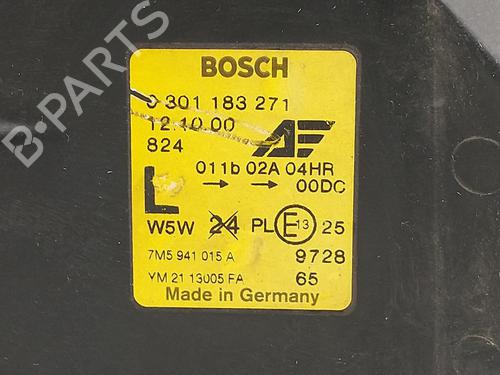 B-PARTS
BOSCH
0 301 183 271
12.10.00
824
011b 02A 04HR
→ → 00DC
L
W5W 24 PL E 13 25
7M5 941 015 A 9728
YM 21 13005 FA 65
Made in Germany